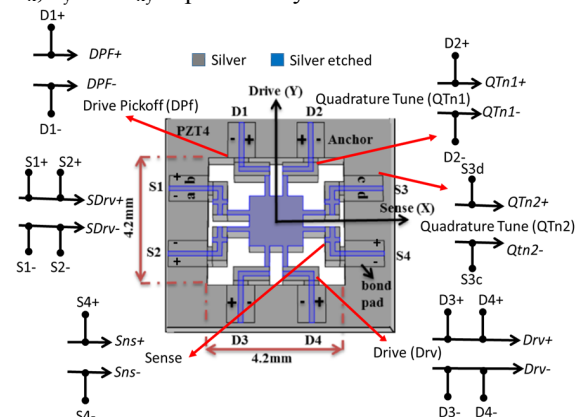 D1+
DPF+
DPF-
D1-
Drive Pickoff (DPf)
Silver
Silver etched
Drive (Y)
D1
D2
Quadrature Tune (QTn1)
D2+
QTn1+
QTn1-
D2-
PZT4
-
+
-
+
Anchor
S1+ S2+
SDrv+
SDrv-
S1- S2-
4.2mm
S1
+
-
a b
c d
S3
S3d
QTn2+
Quadrature Tune (QTn2)
Qtn2-
S3c
Sense (X)
S2
-
+
-
+
S4
bond
pad
+
-
-
+
D3
D4
4.2mm
S4+
Sns+
Sns-
S4-
Sense
Drive (Drv)
D3+ D4+
Drv+
Drv-
D3- D4-